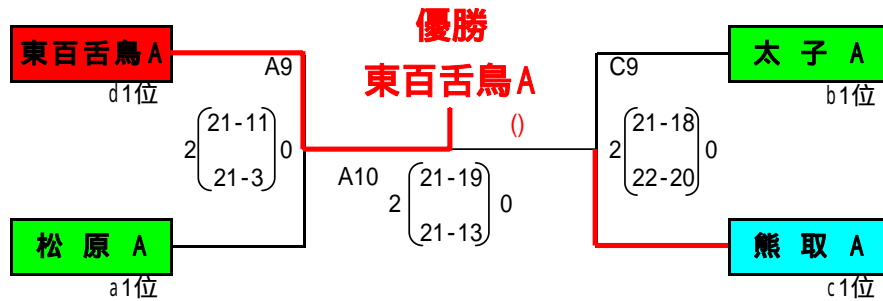 優勝
東百舌鳥A
東百舌鳥A
d1位
A9
2 21-11 0
21-3
松原 A
a1位
()
A10
2 21-19 0
21-13
C9
2 21-18 0
22-20
太子 A
b1位
熊取 A
c1位